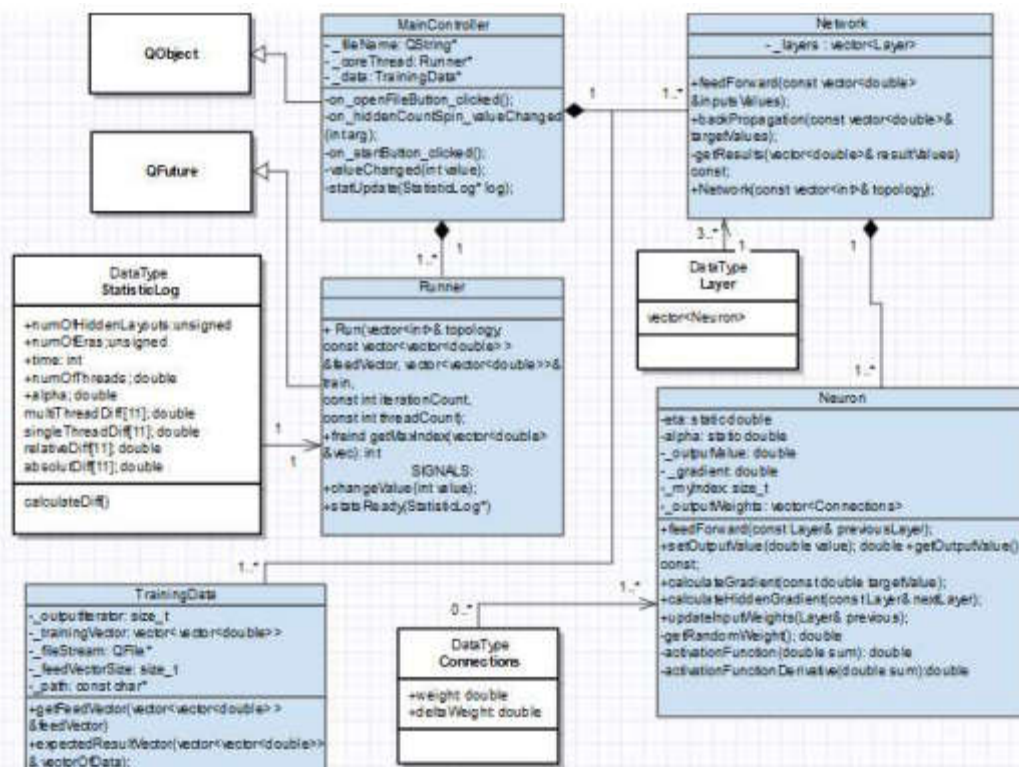 QObject
QFuture
MainController
-_fileName: QString*
-_coreThread: Runner*
-_data: TrainingData*
-on_openFileButton_clicked();
-on_hiddenCountSpin_valueChanged
(int arg);
-on_startButton_clicked();
-valueChanged(int value);
-statUpdate(StatisticLog* log);
1
1..*
Network
-_layers : vector<Layer>
+feedForward(const vector<double>
&inputsValues);
+backPropagation(const vector<double>&
targetValues);
-getResults(vector<double>& resultValues)
const;
+Network(const vector<int>& topology);
1
1..*
3..*
1
1
DataType
Layer
vector<Neuron>
DataType
StatisticLog
+numOfHiddenLayouts:unsigned
+numOfEras;unsigned
+time: int
+numOfThreads; double
+alpha; double
multiThreadDiff[11]; double
singleThreadDiff[11]; double
relativeDiff[11]; double
absolutDiff[11]; double
calculateDiff()
1
1
Runner
+ Run(vector<int>& topology
const vector<vector<double> >
&feedVector, vector<vector<double>>&
train,
const int iterationCount,
const int threadCount);
+freind getMaxIndex(vector<double>
&vec): int
SIGNALS:
+changeValue(int value);
+statsReady(StatisticLog*)
1..*
Neuron
-eta: static double
-alpha: static double
-_outputValue: double
-_gradient: double
-_myIndex: size_t
-_outputWeights: vector<Connections>
+feedForward(const Layer& previousLayer);
+setOutputValue(double value); double +getOutputValue()
const;
+calculateGradient(const double targetValue);
+calculateHiddenGradient(const Layer& nextLayer);
+updateInputWeights(Layer& previous);
-getRandomWeight(); double
-activationFunction(double sum): double
-activationFunctionDerivative(double sum):double
1..*
TrainingData
-_outputIterator: size_t
-_trainingVector: vector< vector<double>>
-_fileStream: QFile*
-_feedVectorSize: size_t
-_path: const char*
+getFeedVector(vector<vector<double> >
&feedVector)
+expectedResultVector(vector<vector<double>>
& vectorOfData);
0..*
1..*
DataType
Connections
+weight double
+deltaWeight: double